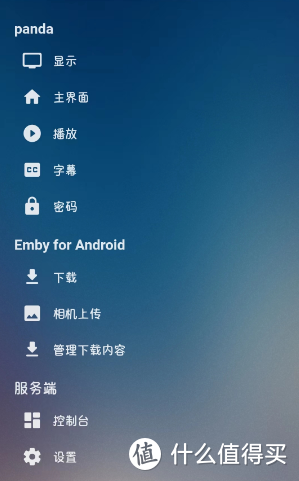 panda
显示
主界面
播放
CC 字幕
密码
Emby for Android
下载
相机上传
管理下载内容
服务端
控制台
设置
值 什么值得买